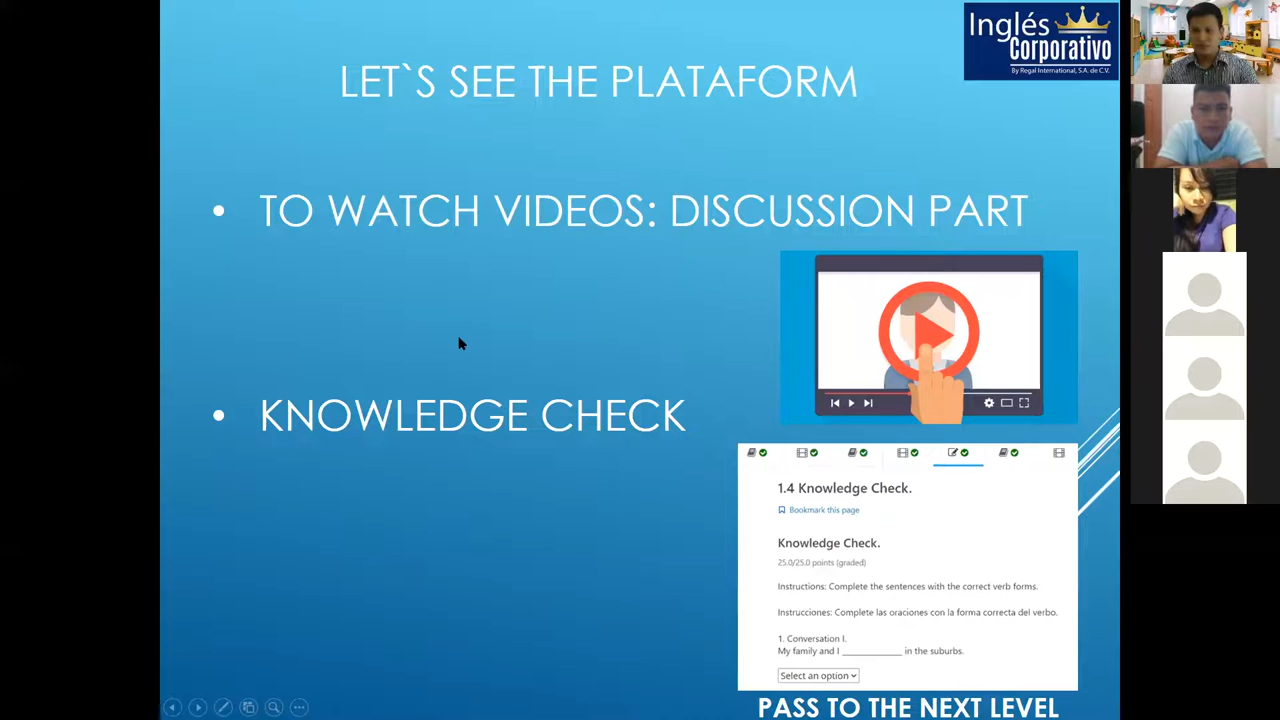 Inglés
Corporativo
By Regal International, S.A. de C.V.
LET`S SEE THE PLATAFORM
• TO WATCH VIDEOS: DISCUSSION PART
• KNOWLEDGE CHECK
1.4 Knowledge Check.
Bookmark this page
Knowledge Check.
25.0/25.0 points (graded)
Instructions: Complete the sentences with the correct verb forms.
Instrucciones: Complete las oraciones con la forma correcta del verbo.
1. Conversation I.
My family and I ______________ in the suburbs.
Select an option
PASS TO THE NEXT LEVEL